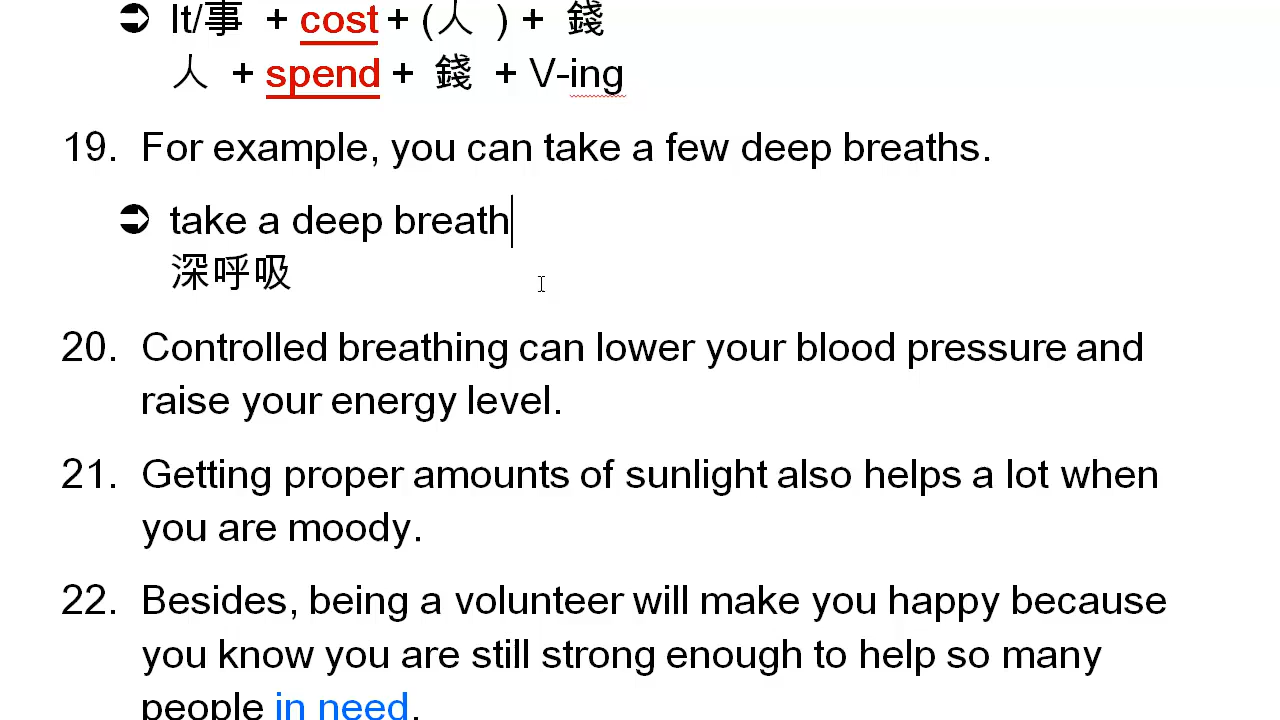 ➲ It/事 + cost + (人 ) + 錢
人 + spend + 錢 + V-ing
19. For example, you can take a few deep breaths.
➲ take a deep breath
深呼吸
20. Controlled breathing can lower your blood pressure and
raise your energy level.
21. Getting proper amounts of sunlight also helps a lot when
you are moody.
22. Besides, being a volunteer will make you happy because
you know you are still strong enough to help so many
people in need.